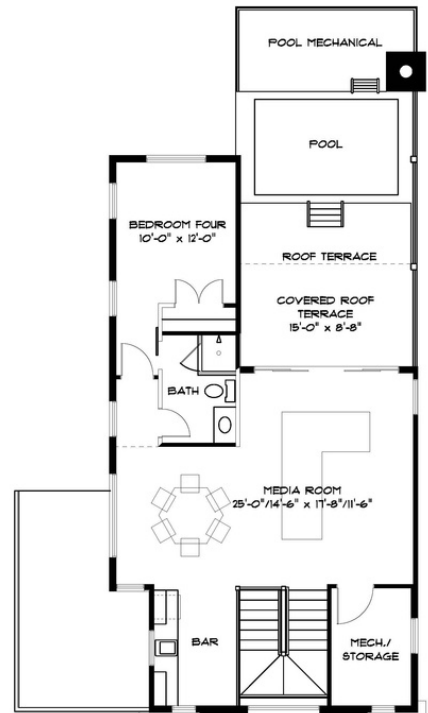 POOL MECHANICAL
POOL
BEDROOM FOUR
10'-0" x 12'-0"
ROOF TERRACE
COVERED ROOF
TERRACE
15'-0" x 8'-8"
BATH
MEDIA ROOM
25'-0"/14'-6" x 17'-8"/11'-6"
BAR
MECH./
STORAGE